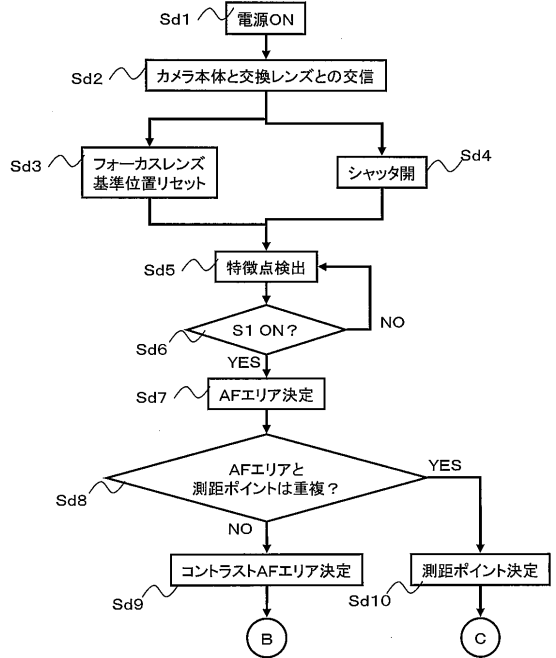 Sd1
電源ON
Sd2
カメラ本体と交換レンズとの交信
Sd3
フォーカスレンズ
基準位置リセット
Sd4
シャッタ開
Sd5
特徴点検出
Sd6
S1 ON?
NO
YES
Sd7
AFエリア決定
Sd8
AFエリアと
測距ポイントは重複?
YES
NO
Sd9
コントラストAFエリア決定
Sd10
測距ポイント決定
B
C